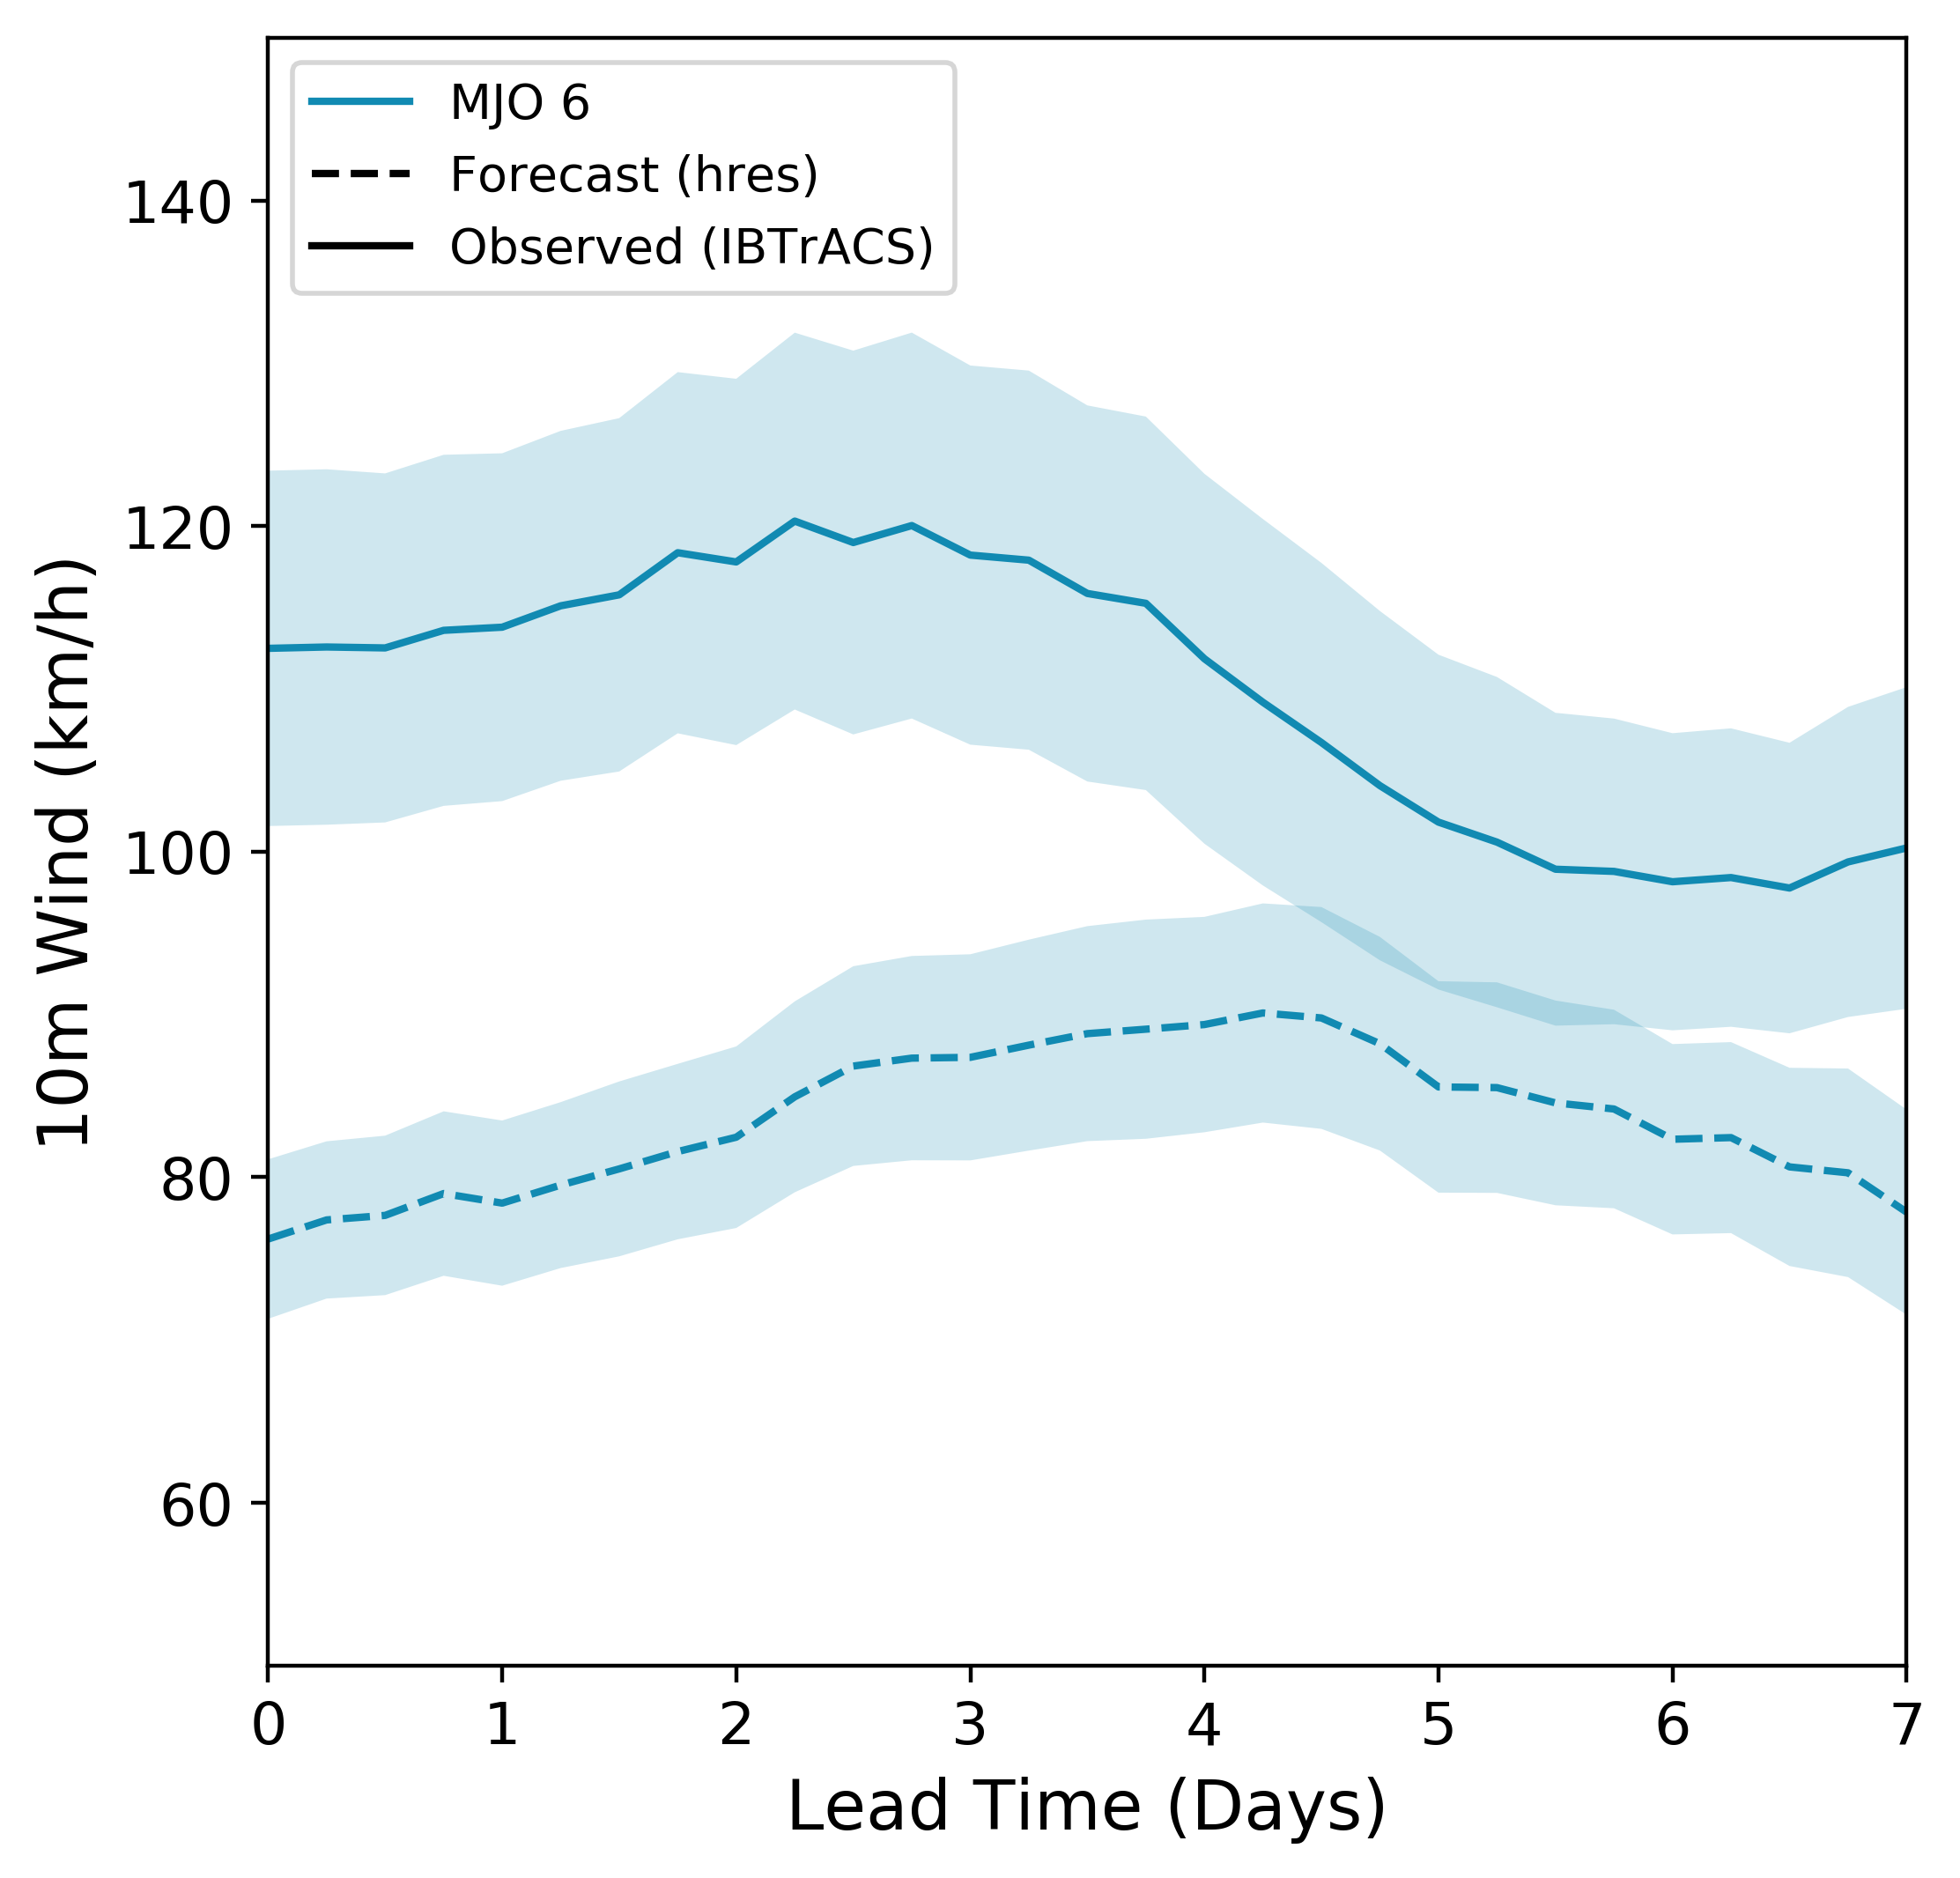 MJO 6
Forecast (hres)
Observed (IBTrACS)
140
120
100
80
60
10m Wind (km/h)
0 1 2 3 4 5 6 7
Lead Time (Days)